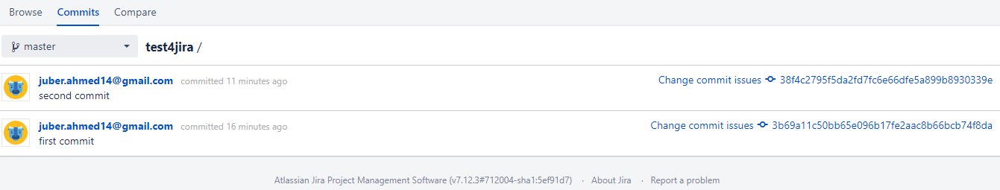 Browse Commits Compare
master test4jira /
juber.ahmed14@gmail.com committed 11 minutes ago Change commit issues 38f4c2795f5da2fd7fc6e66dfe5a899b8930339e
second commit
juber.ahmed14@gmail.com committed 16 minutes ago Change commit issues 3b69a11c50bb65e096b17fe2aac8b66bcb74f8da
first commit
Atlassian Jira Project Management Software (v7.12.3#712004-sha1:5ef91d7) · About Jira · Report a problem